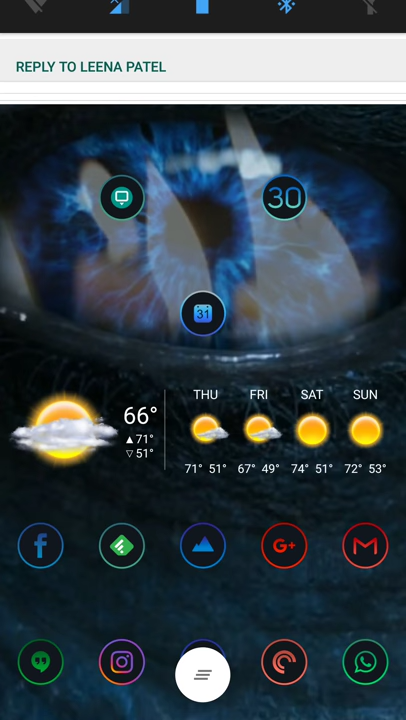 REPLY TO LEENA PATEL
30
31
66°
▲71°
▽51°
THU FRI SAT SUN
71° 51° 67° 49° 74° 51° 72° 53°
f G+ M